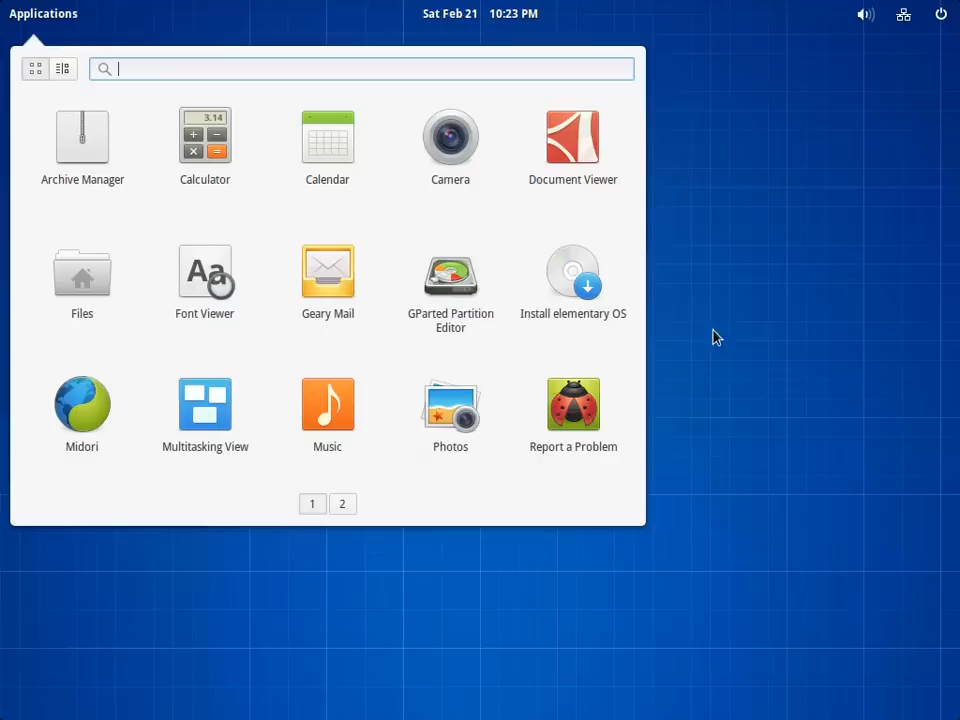 Applications
Sat Feb 21 10:23 PM
Archive Manager
3.14
Calculator
Calendar
Camera
Document Viewer
Files
Aa
Font Viewer
Geary Mail
GParted Partition
Editor
Install elementary OS
Midori
Multitasking View
Music
Photos
Report a Problem
1 2